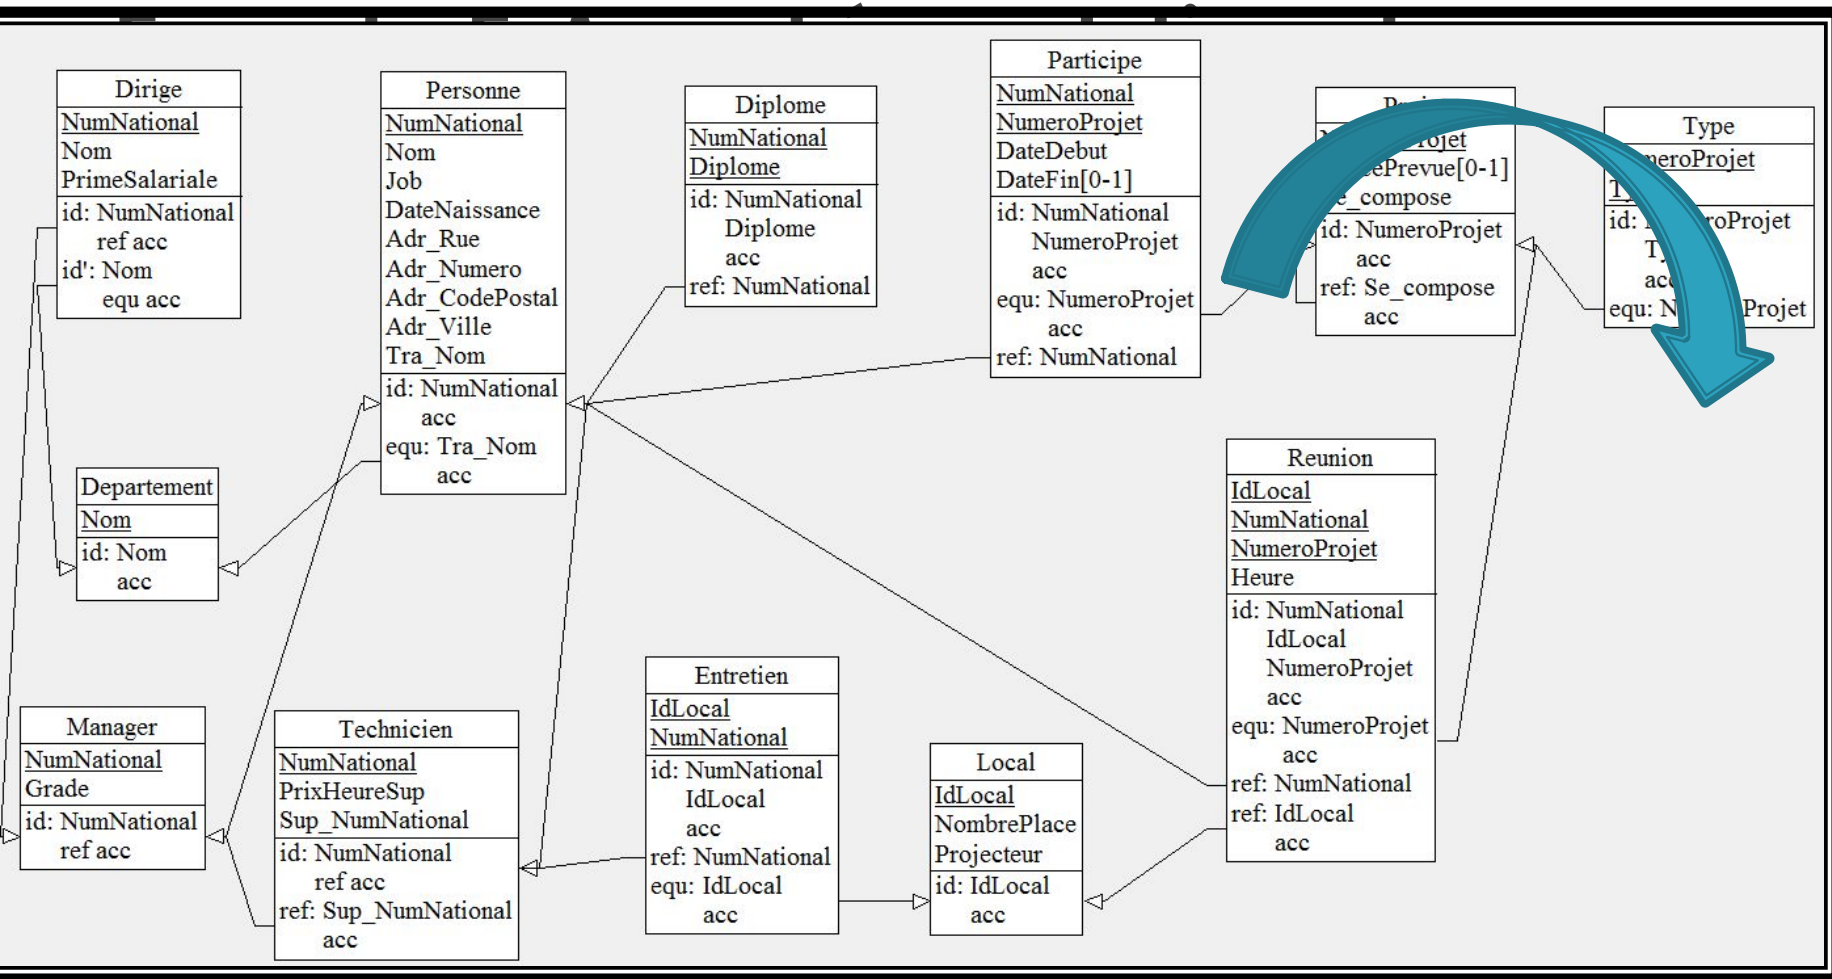 Dirige
NumNational
Nom
PrimeSalariale
id: NumNational
ref acc
id': Nom
equ acc
Personne
NumNational
Nom
Job
DateNaissance
Adr_Rue
Adr_Numero
Adr_CodePostal
Adr_Ville
Tra_Nom
id: NumNational
acc
equ: Tra_Nom
acc
Diplome
NumNational
Diplome
id: NumNational
Diplome
acc
ref: NumNational
Participe
NumNational
NumeroProjet
DateDebut
DateFin[0-1]
id: NumNational
NumeroProjet
acc
equ: NumeroProjet
acc
ref: NumNational
id: NumeroProjet
acc
ref: Se_compose
acc
Type
id:
equ:
Departement
Nom
id: Nom
acc
Reunion
IdLocal
NumNational
NumeroProjet
Heure
id: NumNational
IdLocal
NumeroProjet
acc
equ: NumeroProjet
acc
ref: NumNational
ref: IdLocal
acc
Manager
NumNational
Grade
id: NumNational
ref acc
Technicien
NumNational
PrixHeureSup
Sup_NumNational
id: NumNational
ref acc
ref: Sup_NumNational
acc
Entretien
IdLocal
NumNational
id: NumNational
IdLocal
acc
ref: NumNational
equ: IdLocal
acc
Local
IdLocal
NombrePlace
Projecteur
id: IdLocal
acc